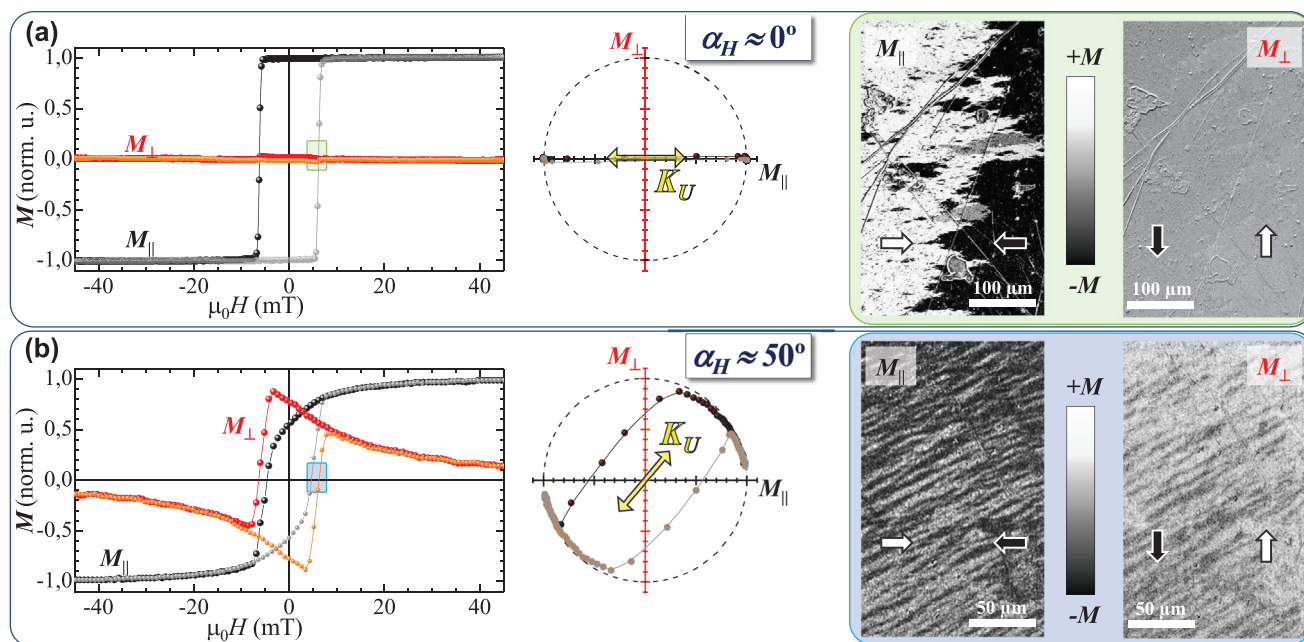 (a)
1,0
0,5
0,0
-0,5
-1,0
M (norm. u.)
M⊥
M||
-40 -20 0 20 40
μ₀H (mT)
M⊥
αH ≈ 0º
M||
KU
M||
+M
-M
100 μm
M⊥
100 μm
(b)
1,0
0,5
0,0
-0,5
-1,0
M (norm. u.)
M⊥
M||
-40 -20 0 20 40
μ₀H (mT)
M⊥
αH ≈ 50º
M||
KU
M||
+M
-M
50 μm
M⊥
50 μm